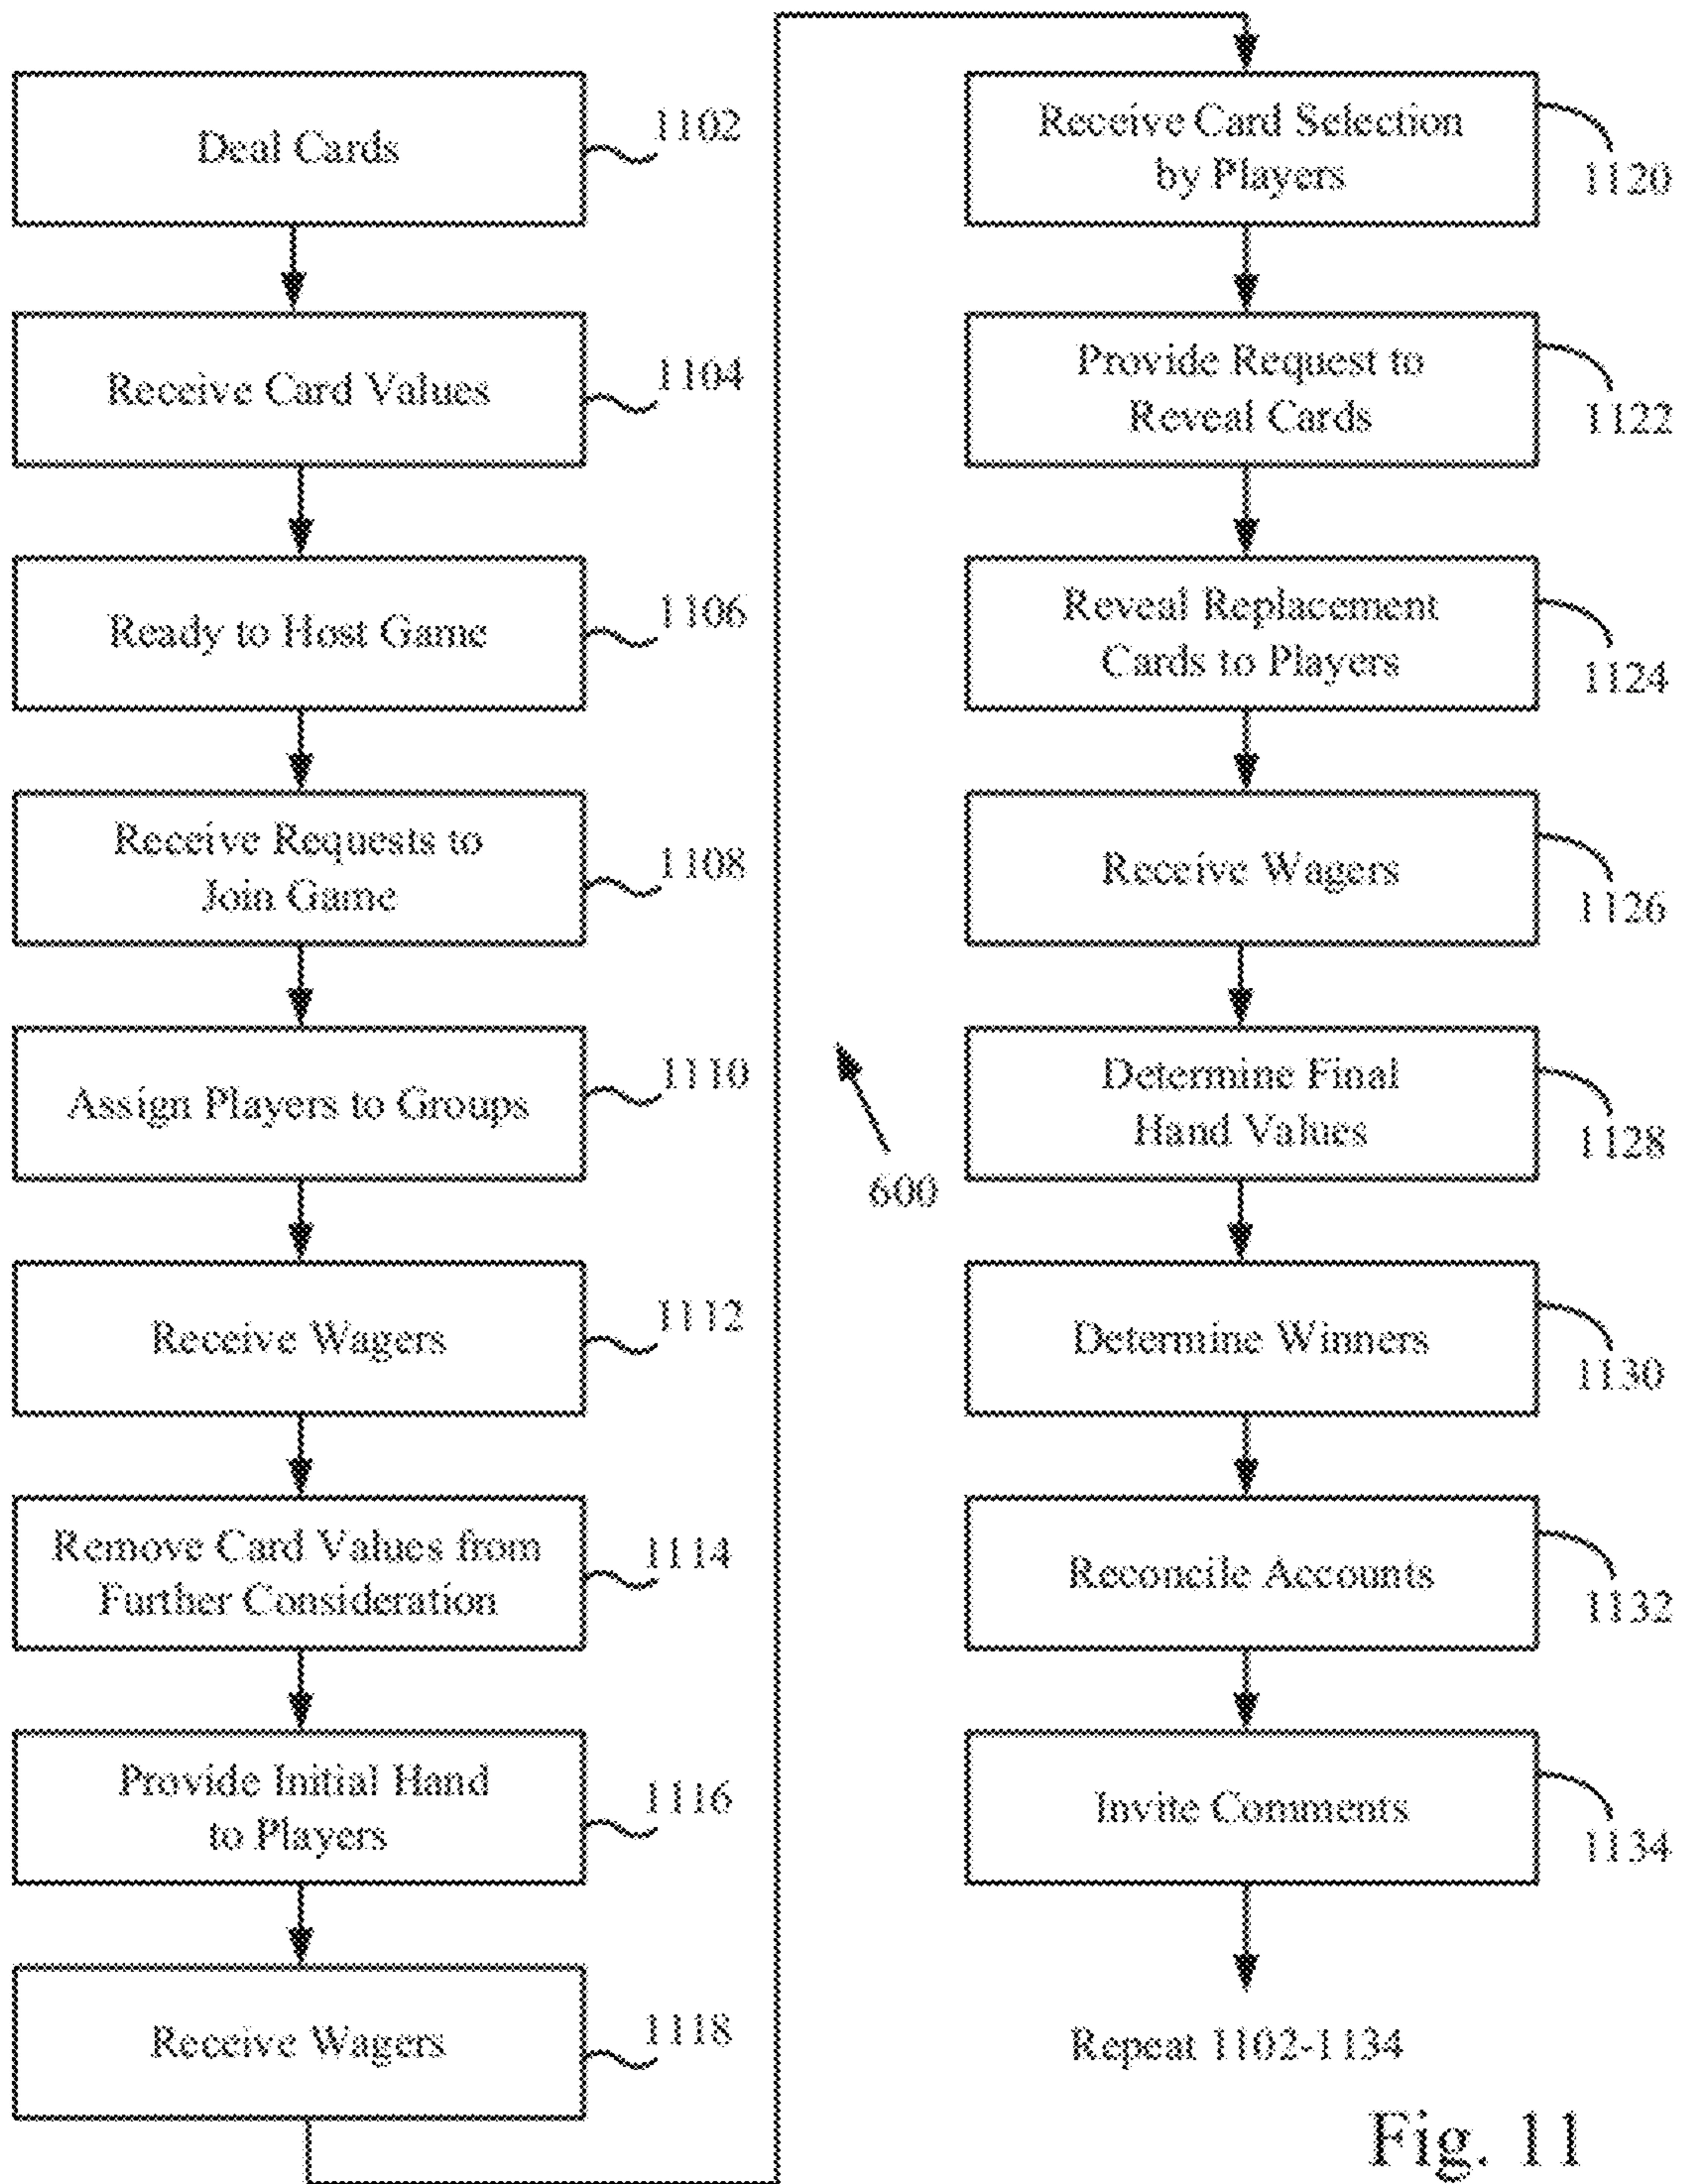 Deal Cards
1102
Receive Card Values
1104
Ready to Host Game
1106
Receive Requests to
Join Game
1108
Assign Players to Groups
1110
Receive Wagers
1112
Remove Card Values from
Further Consideration
1114
Provide Initial Hand
to Players
1116
Receive Wagers
1118
Receive Card Selection
by Players
1120
Provide Request to
Reveal Cards
1122
Reveal Replacement
Cards to Players
1124
Receive Wagers
1126
Determine Final
Hand Values
1128
Determine Winners
1130
Reconcile Accounts
1132
Invite Comments
1134
Repeat 1102-1134
600
Fig. 11